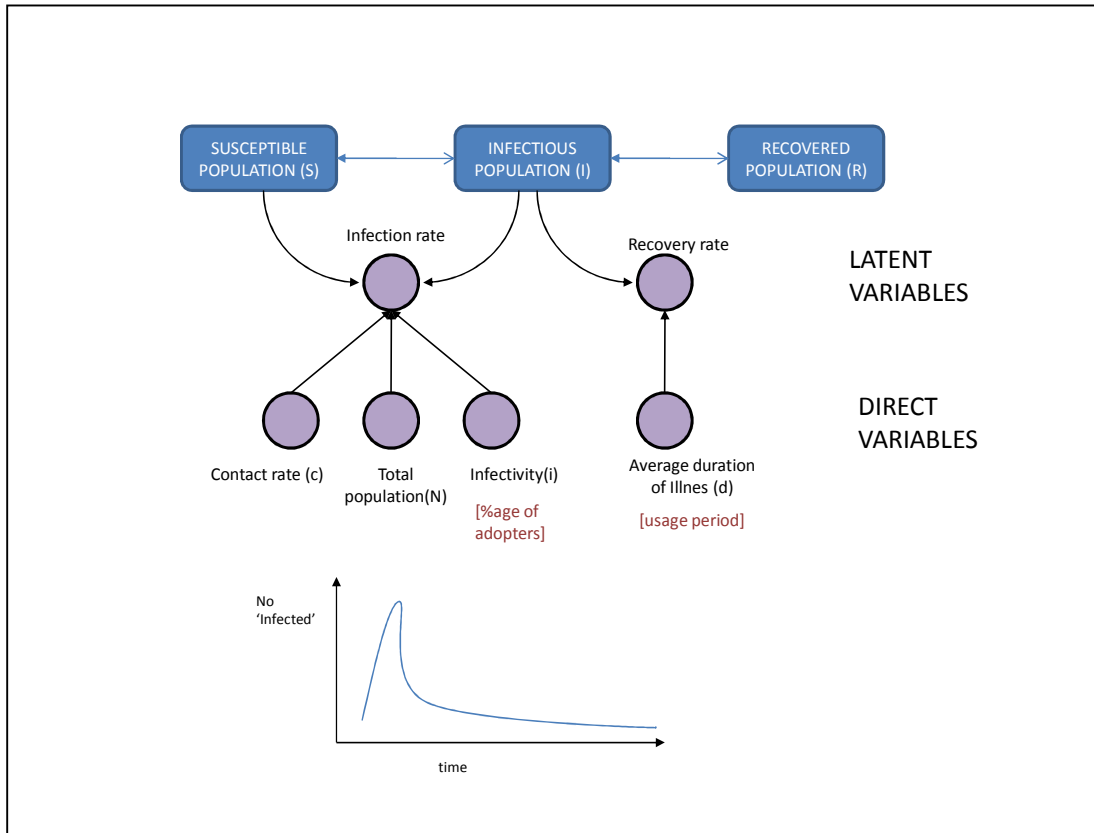 SUSCEPTIBLE
POPULATION (S)
INFECTIOUS
POPULATION (I)
RECOVERED
POPULATION (R)
Infection rate
Recovery rate
LATENT
VARIABLES
DIRECT
VARIABLES
Contact rate (c)
Total
population(N)
Infectivity(i)
[%age of
adopters]
Average duration
of Illnes (d)
[usage period]
No
‘Infected’
time